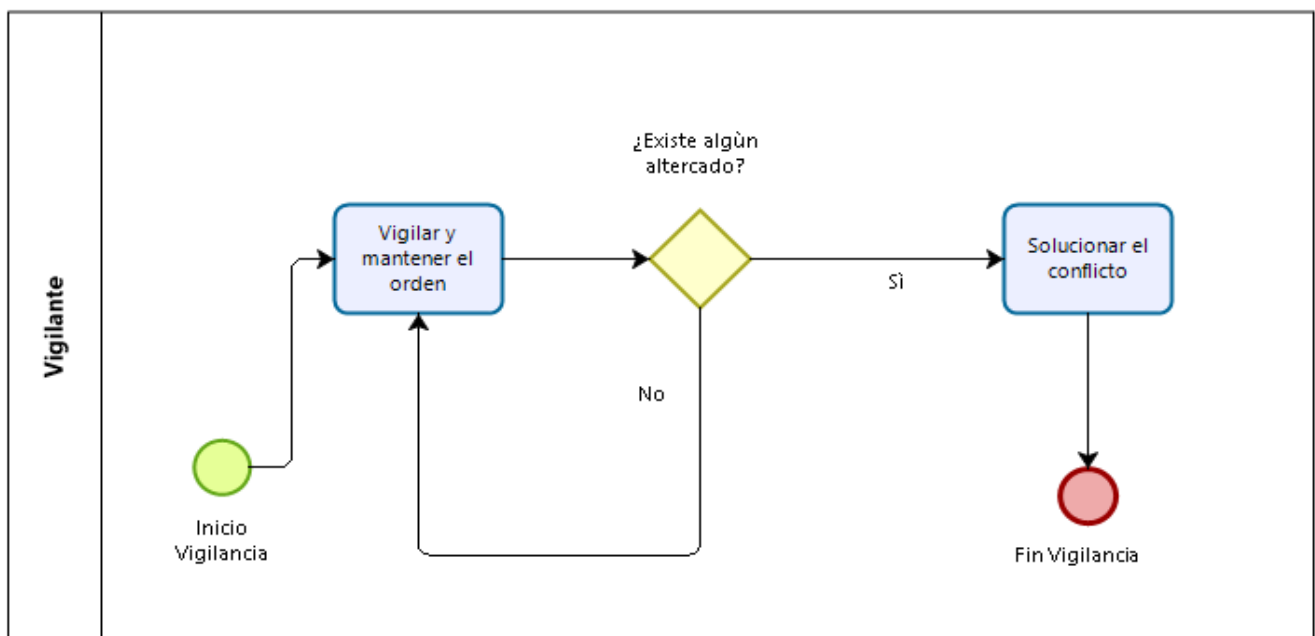 Vigilante
Inicio
Vigilancia
Vigilar y
mantener el
orden
¿Existe algùn
altercado?
No
Sì
Solucionar el
conflicto
Fin Vigilancia